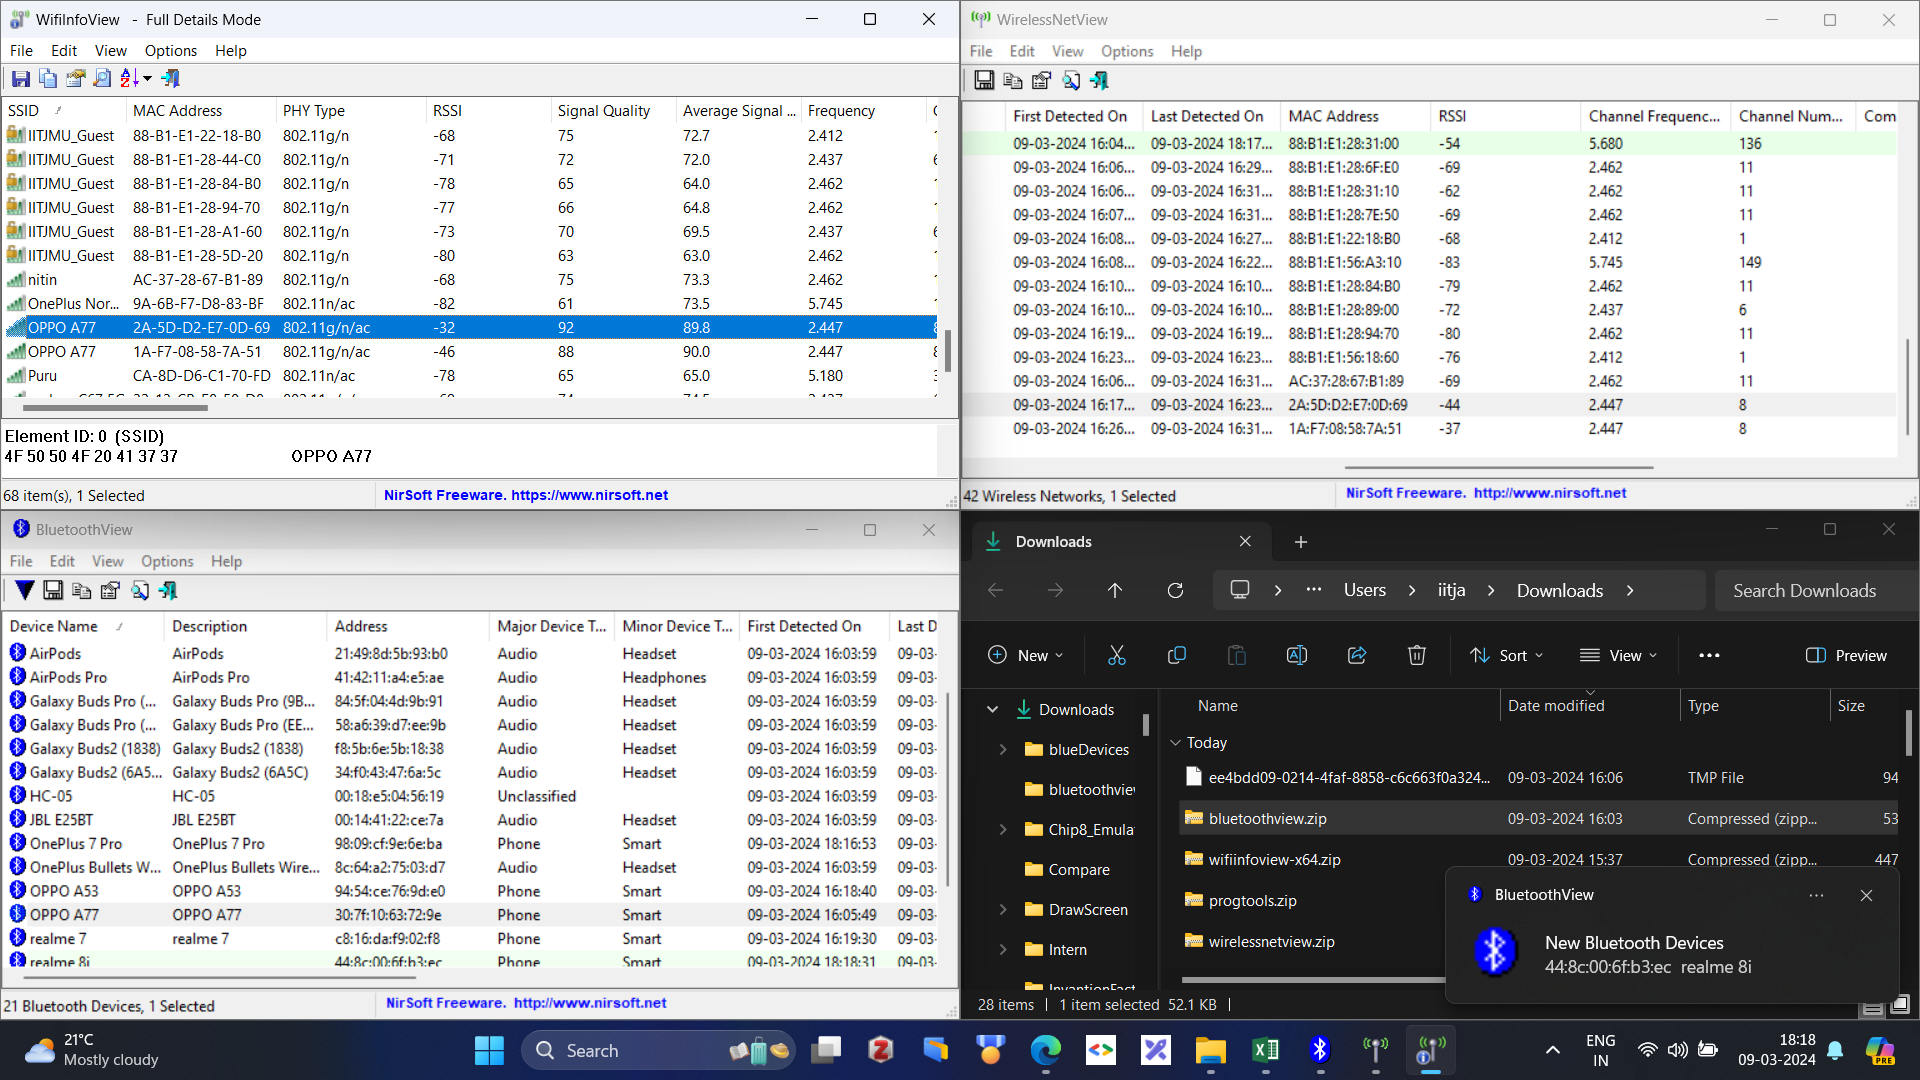 WifiInfoView - Full Details Mode
File Edit View Options Help
SSID MAC Address PHY Type RSSI Signal Quality Average Signal ... Frequency
IITJMU_Guest 88-B1-E1-22-18-B0 802.11g/n -68 75 72.7 2.412
IITJMU_Guest 88-B1-E1-28-44-C0 802.11g/n -71 72 72.0 2.437
IITJMU_Guest 88-B1-E1-28-84-B0 802.11g/n -78 65 64.0 2.462
IITJMU_Guest 88-B1-E1-28-94-70 802.11g/n -77 66 64.8 2.462
IITJMU_Guest 88-B1-E1-28-A1-60 802.11g/n -73 70 69.5 2.437
IITJMU_Guest 88-B1-E1-28-5D-20 802.11g/n -80 63 63.0 2.462
nitin AC-37-28-67-B1-89 802.11g/n -68 75 73.3 2.462
OnePlus Nor... 9A-6B-F7-D8-83-BF 802.11n/ac -82 61 73.5 5.745
OPPO A77 2A-5D-D2-E7-0D-69 802.11g/n/ac -32 92 89.8 2.447
OPPO A77 1A-F7-08-58-7A-51 802.11g/n/ac -46 88 90.0 2.447
Puru CA-8D-D6-C1-70-FD 802.11n/ac -78 65 65.0 5.180
Element ID: 0 (SSID)
4F 50 50 4F 20 41 37 37 OPPO A77
68 item(s), 1 Selected NirSoft Freeware. https://www.nirsoft.net
WirelessNetView
File Edit View Options Help
First Detected On Last Detected On MAC Address RSSI Channel Frequenc... Channel Num... Com
09-03-2024 16:04... 09-03-2024 18:17... 88:B1:E1:28:31:00 -54 5.680 136
09-03-2024 16:06... 09-03-2024 16:29... 88:B1:E1:28:6F:E0 -69 2.462 11
09-03-2024 16:06... 09-03-2024 16:31... 88:B1:E1:28:31:10 -62 2.462 11
09-03-2024 16:07... 09-03-2024 16:31... 88:B1:E1:28:7E:50 -69 2.462 11
09-03-2024 16:08... 09-03-2024 16:27... 88:B1:E1:22:18:B0 -68 2.412 1
09-03-2024 16:08... 09-03-2024 16:22... 88:B1:E1:56:A3:10 -83 5.745 149
09-03-2024 16:10... 09-03-2024 16:10... 88:B1:E1:28:84:B0 -79 2.462 11
09-03-2024 16:10... 09-03-2024 16:10... 88:B1:E1:28:89:00 -72 2.437 6
09-03-2024 16:19... 09-03-2024 16:31... 88:B1:E1:28:94:70 -80 2.462 11
09-03-2024 16:23... 09-03-2024 16:23... 88:B1:E1:56:18:60 -76 2.412 1
09-03-2024 16:06... 09-03-2024 16:31... AC:37:28:67:B1:89 -69 2.462 11
09-03-2024 16:17... 09-03-2024 16:23... 2A:5D:D2:E7:0D:69 -44 2.447 8
09-03-2024 16:26... 09-03-2024 16:31... 1A:F7:08:58:7A:51 -37 2.447 8
42 Wireless Networks, 1 Selected NirSoft Freeware. http://www.nirsoft.net
BluetoothView
File Edit View Options Help
Device Name Description Address Major Device T... Minor Device T... First Detected On Last D
AirPods AirPods 21:49:8d:5b:93:b0 Audio Headset 09-03-2024 16:03:59 09-03-
AirPods Pro AirPods Pro 41:42:11:a4:e5:ae Audio Headphones 09-03-2024 16:03:59 09-03-
Galaxy Buds Pro (... Galaxy Buds Pro (9B... 84:5f:04:4d:9b:91 Audio Headset 09-03-2024 16:03:59 09-03-
Galaxy Buds Pro (... Galaxy Buds Pro (EE... 58:a6:39:d7:ee:9b Audio Headset 09-03-2024 16:03:59 09-03-
Galaxy Buds2 (1838) Galaxy Buds2 (1838) f8:5b:6e:5b:18:38 Audio Headset 09-03-2024 16:03:59 09-03-
Galaxy Buds2 (6A5... Galaxy Buds2 (6A5C) 34:f0:43:47:6a:5c Audio Headset 09-03-2024 16:03:59 09-03-
HC-05 HC-05 00:18:e5:04:56:19 Unclassified 09-03-2024 16:03:59 09-03-
JBL E25BT JBL E25BT 00:14:41:22:ce:7a Audio Headset 09-03-2024 16:03:59 09-03-
OnePlus 7 Pro OnePlus 7 Pro 98:09:cf:9e:6e:ba Phone Smart 09-03-2024 18:16:53 09-03-
OnePlus Bullets W... OnePlus Bullets Wire... 8c:64:a2:75:03:d7 Audio Headset 09-03-2024 16:03:59 09-03-
OPPO A53 OPPO A53 94:54:ce:76:9d:e0 Phone Smart 09-03-2024 16:18:40 09-03-
OPPO A77 OPPO A77 30:7f:10:63:72:9e Phone Smart 09-03-2024 16:05:49 09-03-
realme 7 realme 7 c8:16:da:f9:02:f8 Phone Smart 09-03-2024 16:19:30 09-03-
realme 8i 44:8c:00:6f:b3:ec Phone Smart 09-03-2024 18:18:31 09-03-
21 Bluetooth Devices, 1 Selected NirSoft Freeware. http://www.nirsoft.net
Downloads
Users iitja Downloads Search Downloads
New Sort View Preview
Downloads
blueDevices
bluetoothview
Chip8_Emula
Compare
DrawScreen
Intern
Name Date modified Type Size
Today
ee4bdd09-0214-4faf-8858-c6c663f0a324... 09-03-2024 16:06 TMP File 94
bluetoothview.zip 09-03-2024 16:03 Compressed (zipp... 53
wifiinfoview-x64.zip 09-03-2024 15:37 Compressed (zipp... 447
progtools.zip
wirelessnetview.zip
28 items 1 item selected 52.1 KB
BluetoothView
New Bluetooth Devices
44:8c:00:6f:b3:ec realme 8i
21°C
Mostly cloudy
Search
ENG
IN
18:18
09-03-2024
PRE